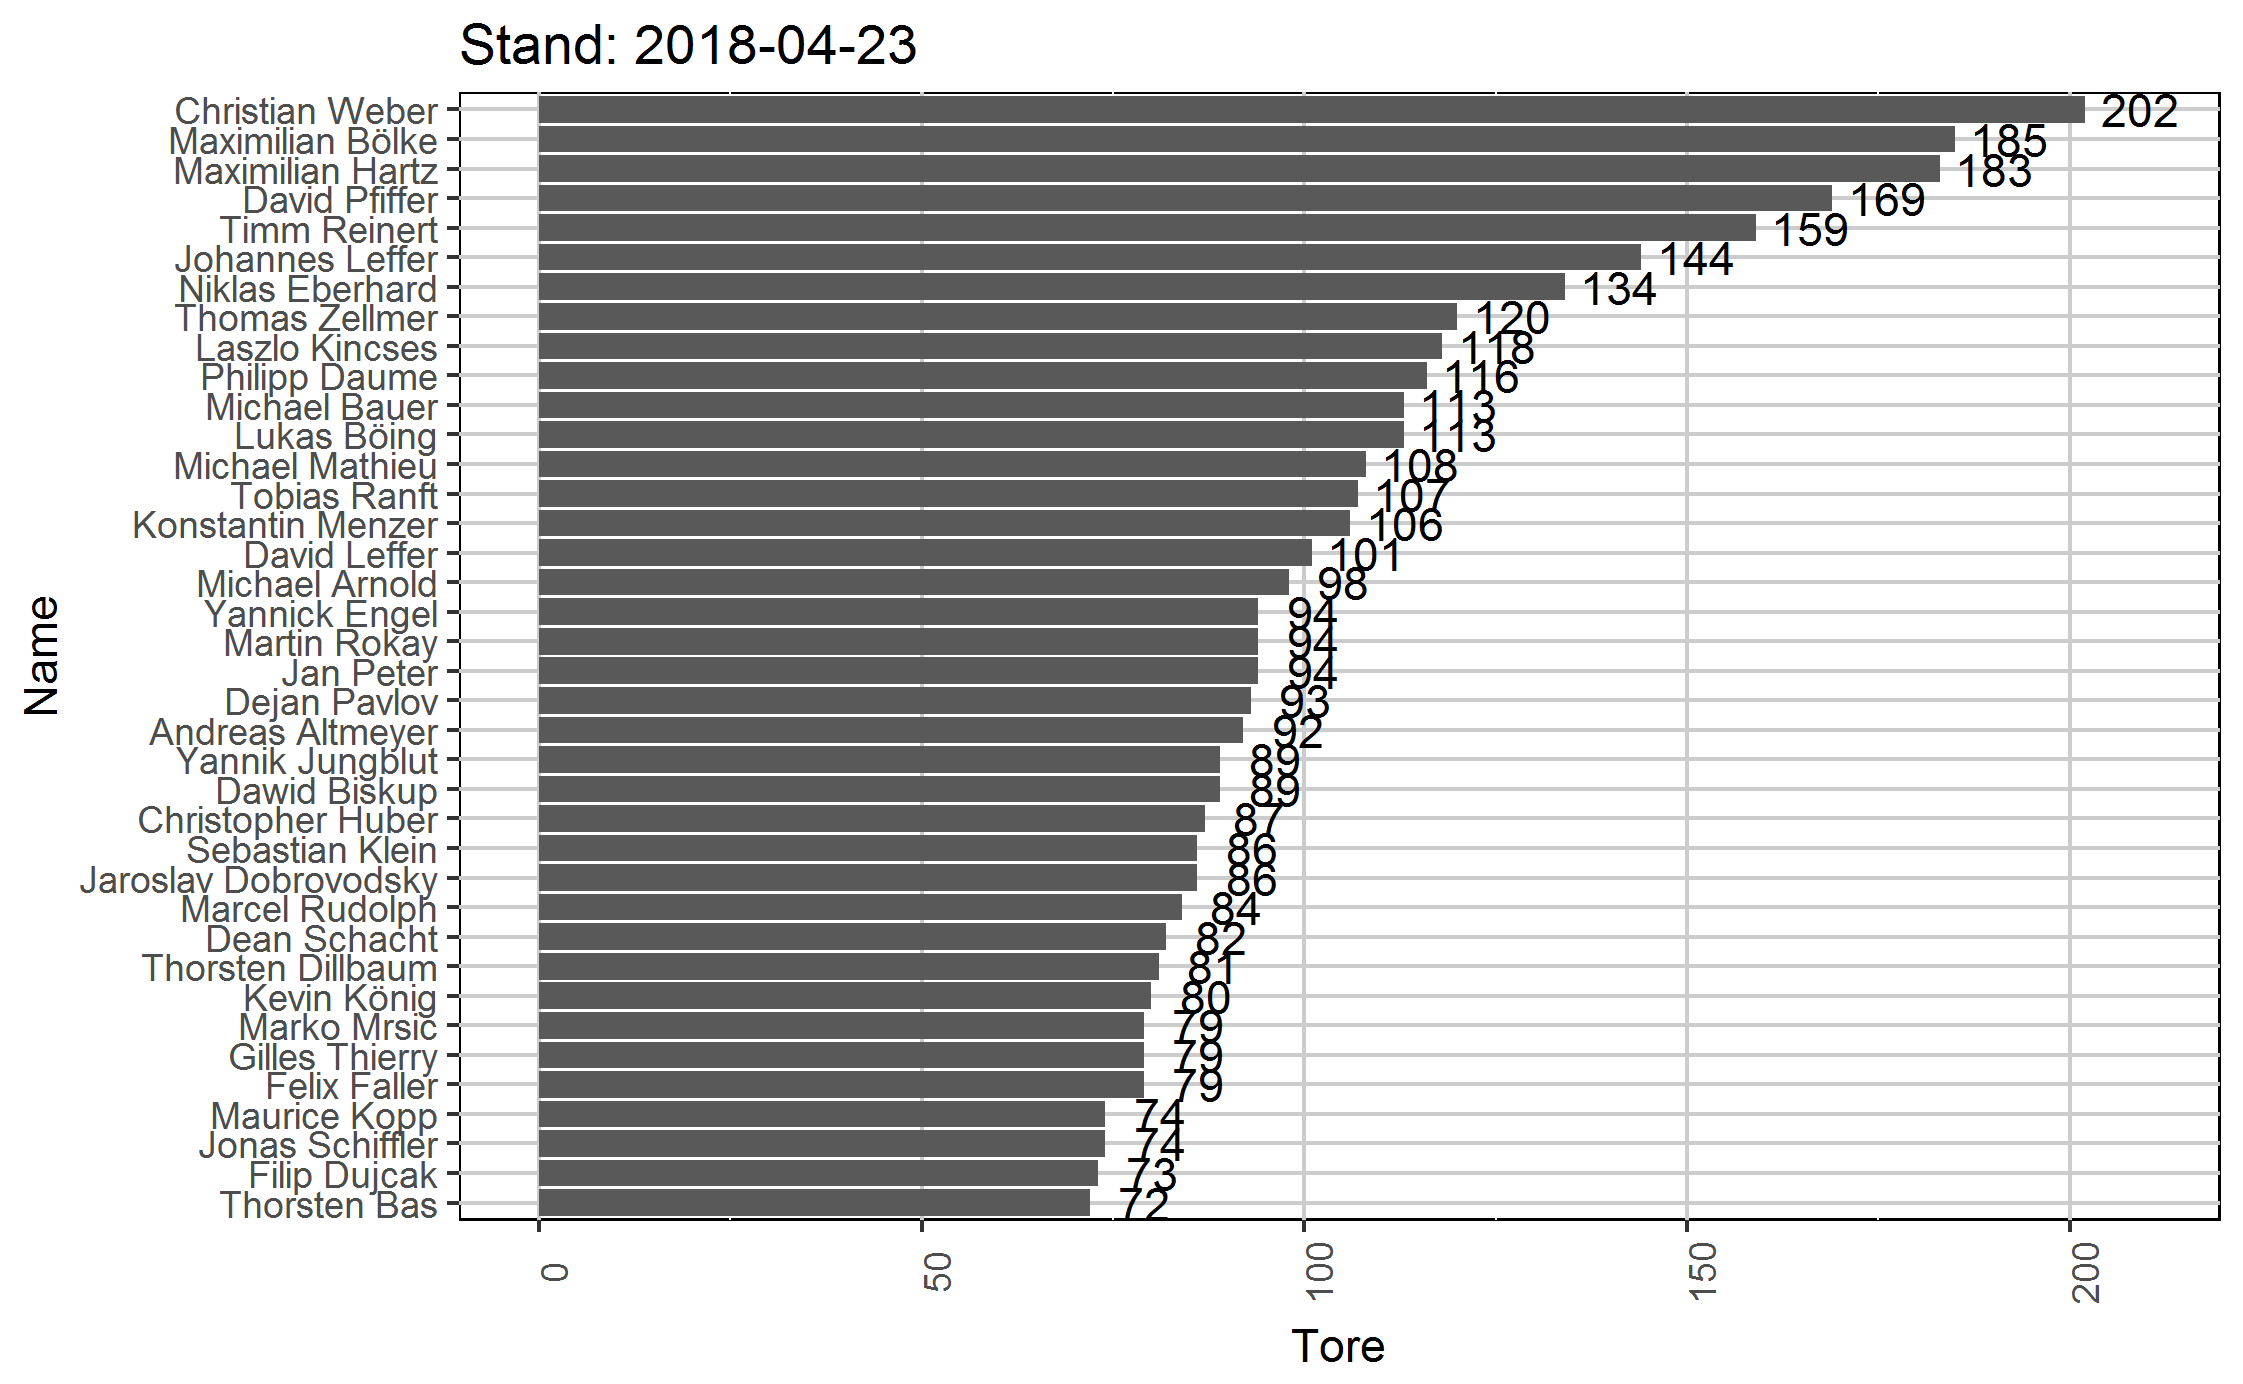 Stand: 2018-04-23
Christian Weber 202
Maximilian Bölke 185
Maximilian Hartz 183
David Pfiffer 169
Timm Reinert 159
Johannes Leffer 144
Niklas Eberhard 134
Thomas Zellmer 120
Laszlo Kincses 118
Philipp Daume 116
Michael Bauer 113
Lukas Böing 113
Michael Mathieu 108
Tobias Ranft 107
Konstantin Menzer 106
David Leffer 101
Michael Arnold 98
Yannick Engel 94
Martin Rokay 94
Jan Peter 94
Dejan Pavlov 93
Andreas Altmeyer 92
Yannik Jungblut 89
Dawid Biskup 89
Christopher Huber 87
Sebastian Klein 86
Jaroslav Dobrovodsky 86
Marcel Rudolph 84
Dean Schacht 82
Thorsten Dillbaum 81
Kevin König 80
Marko Mrsic 79
Gilles Thierry 79
Felix Faller 79
Maurice Kopp 74
Jonas Schiffler 74
Filip Dujcak 73
Thorsten Bas 72
Name
0 50 100 150 200
Tore